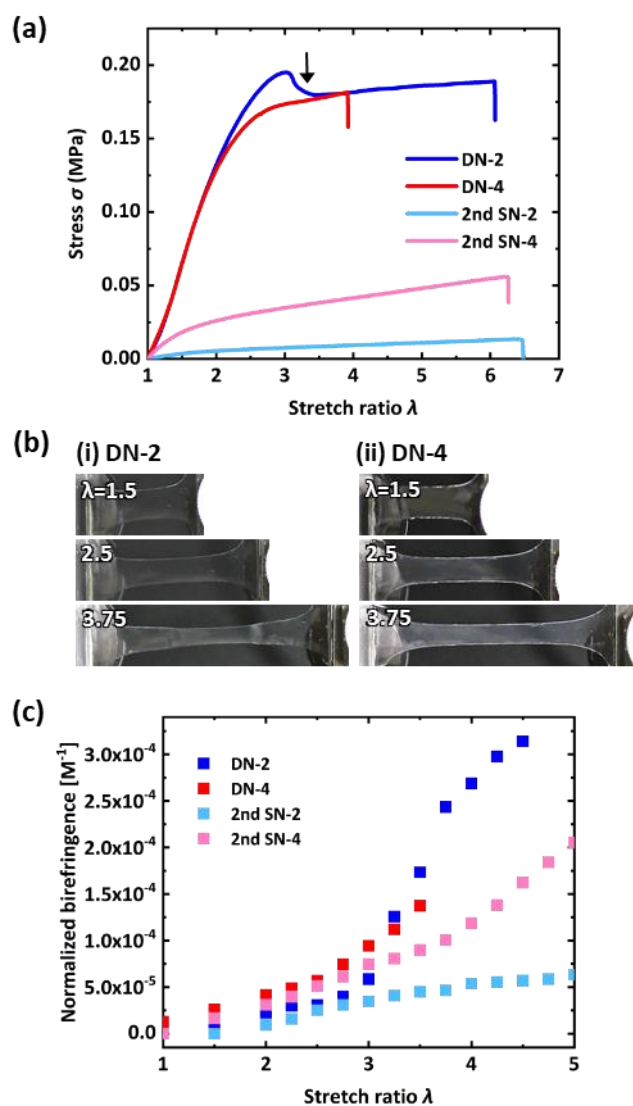 (a)
0.20
0.15
0.10
0.05
0.00
Stress σ (MPa)
DN-2
DN-4
2nd SN-2
2nd SN-4
1 2 3 4 5 6 7
Stretch ratio λ
(b)
(i) DN-2
(ii) DN-4
λ=1.5
λ=1.5
2.5
2.5
3.75
3.75
(c)
3.0x10⁻⁴
2.5x10⁻⁴
2.0x10⁻⁴
1.5x10⁻⁴
1.0x10⁻⁴
5.0x10⁻⁵
0.0
Normalized birefringence [M⁻¹]
DN-2
DN-4
2nd SN-2
2nd SN-4
1 2 3 4 5
Stretch ratio λ